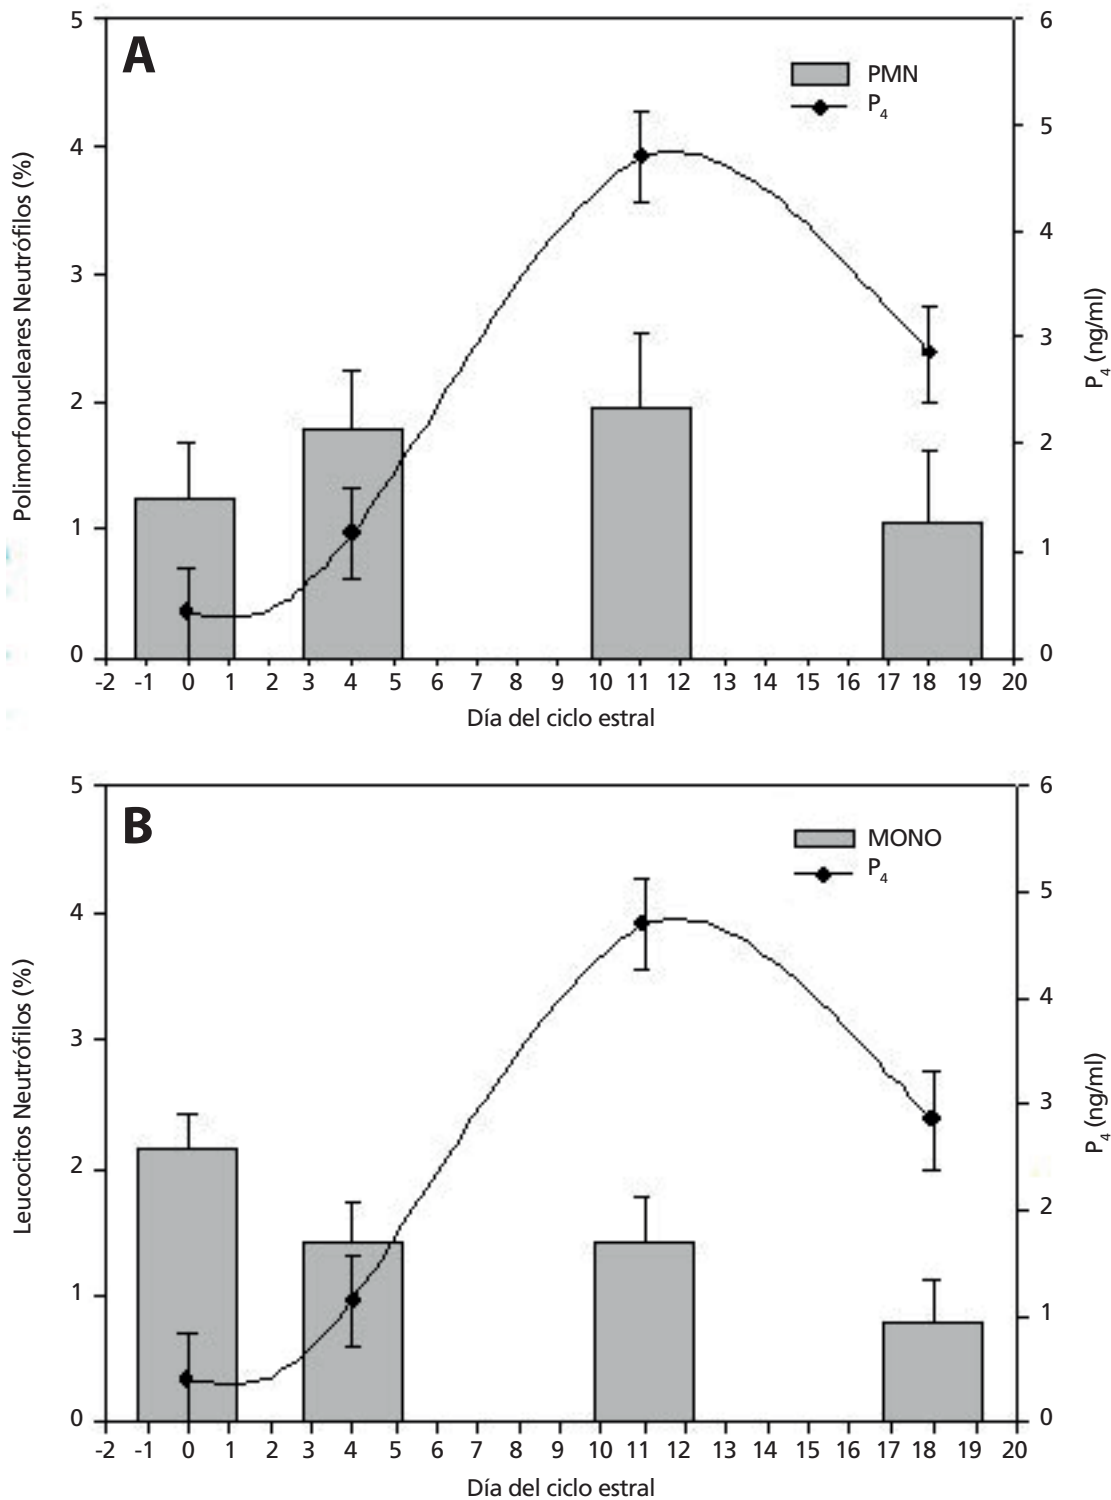 A
PMN
P4
Polimorfonucleares Neutrófilos (%)
5
4
3
2
1
0
6
5
4
3
2
1
0
P4 (ng/ml)
-2 -1 0 1 2 3 4 5 6 7 8 9 10 11 12 13 14 15 16 17 18 19 20
Día del ciclo estral
B
MONO
P4
Leucocitos Neutrófilos (%)
5
4
3
2
1
0
6
5
4
3
2
1
0
P4 (ng/ml)
-2 -1 0 1 2 3 4 5 6 7 8 9 10 11 12 13 14 15 16 17 18 19 20
Día del ciclo estral